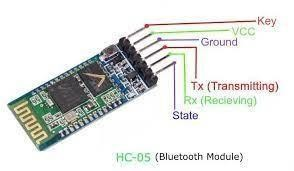 Key
VCC
Ground
Tx (Transmitting)
Rx (Recieving)
State
HC-05 (Bluetooth Module)